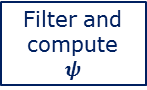 Filter and
compute
ψ